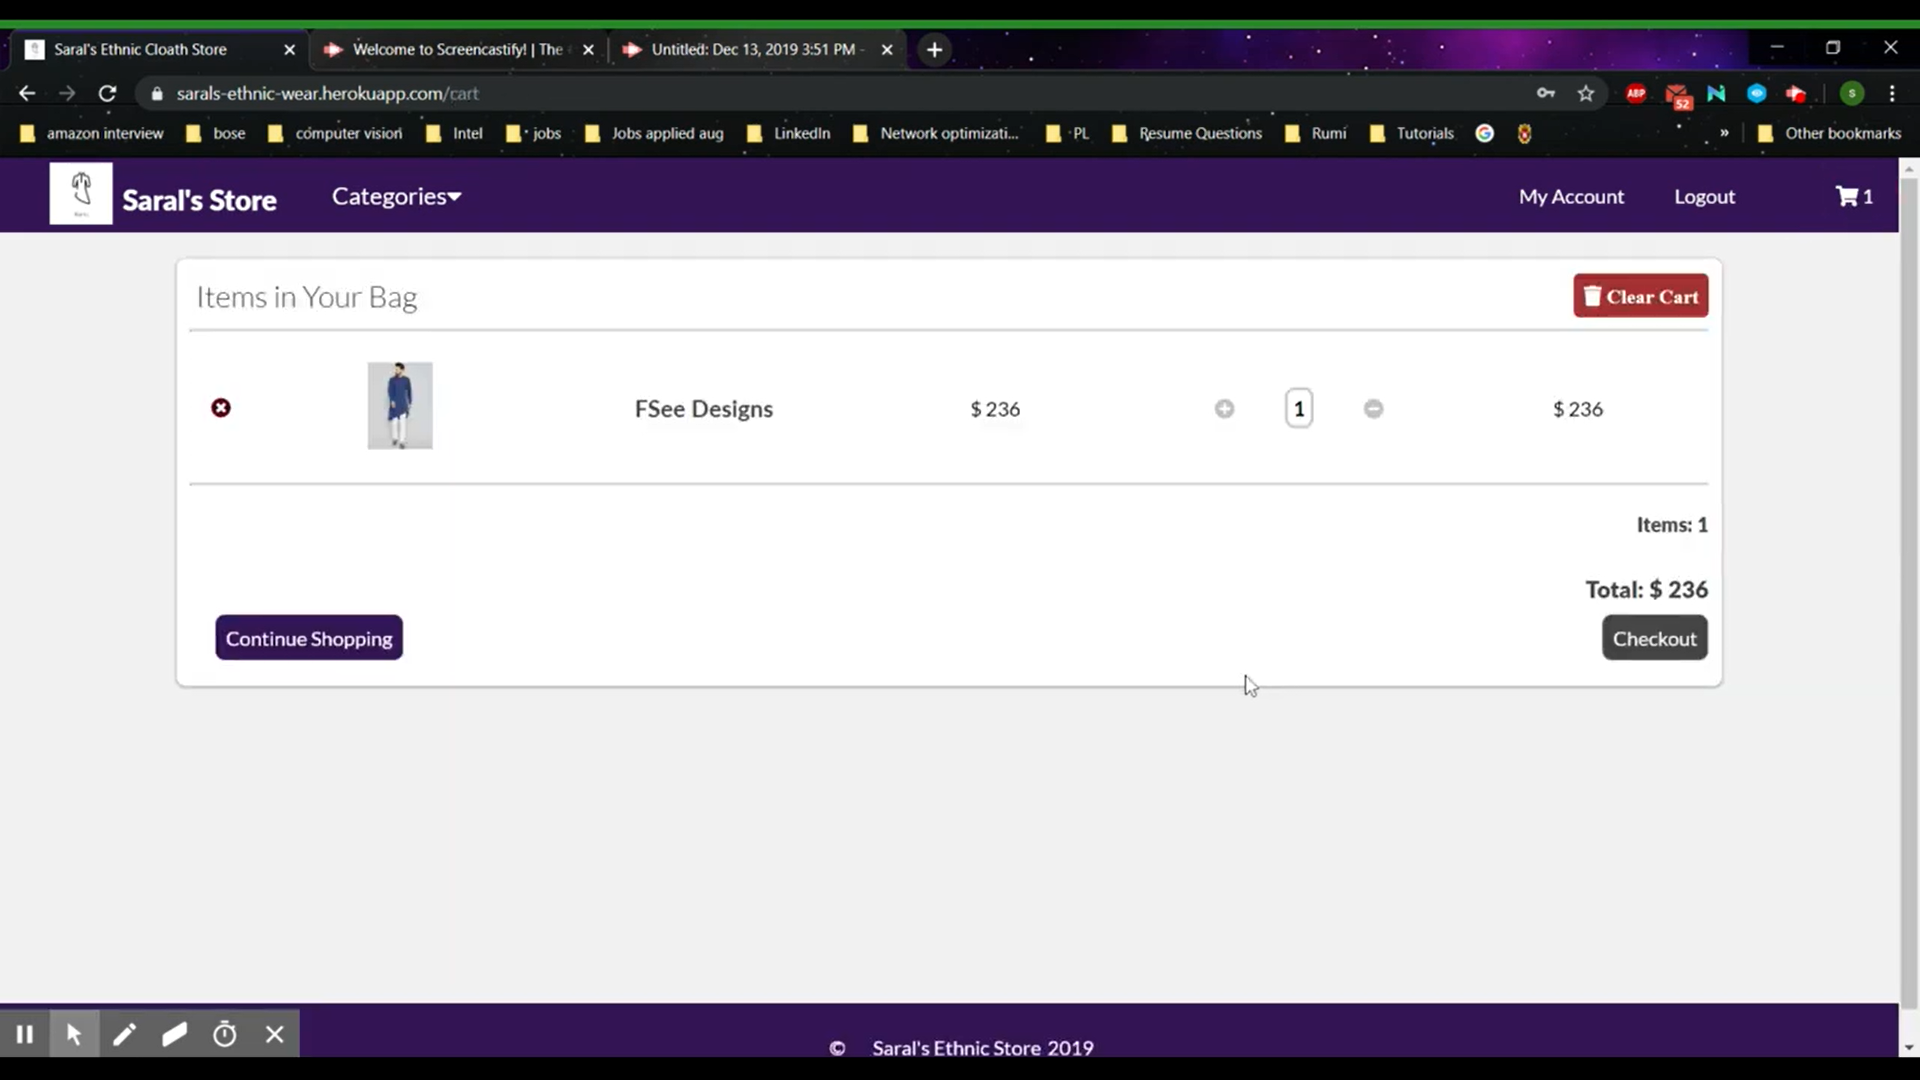 Saral's Ethnic Cloath Store
Welcome to Screencastify! | The
Untitled: Dec 13, 2019 3:51 PM -
sarals-ethnic-wear.herokuapp.com/cart
ABP
52
S
amazon interview
bose
computer vision
Intel
jobs
Jobs applied aug
LinkedIn
Network optimizati...
PL
Resume Questions
Rumi
Tutorials
»
Other bookmarks
Saral's Store
Categories
My Account
Logout
1
Items in Your Bag
Clear Cart
FSee Designs
$ 236
1
$ 236
Items: 1
Total: $ 236
Continue Shopping
Checkout
© Saral's Ethnic Store 2019